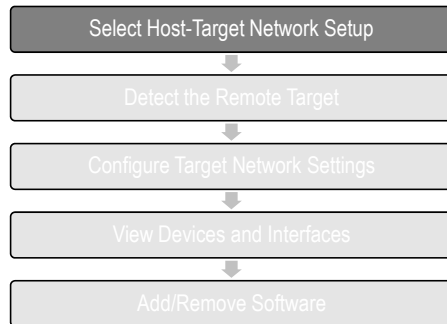 Select Host-Target Network Setup
Detect the Remote Target
Configure Target Network Settings
View Devices and Interfaces
Add/Remove Software